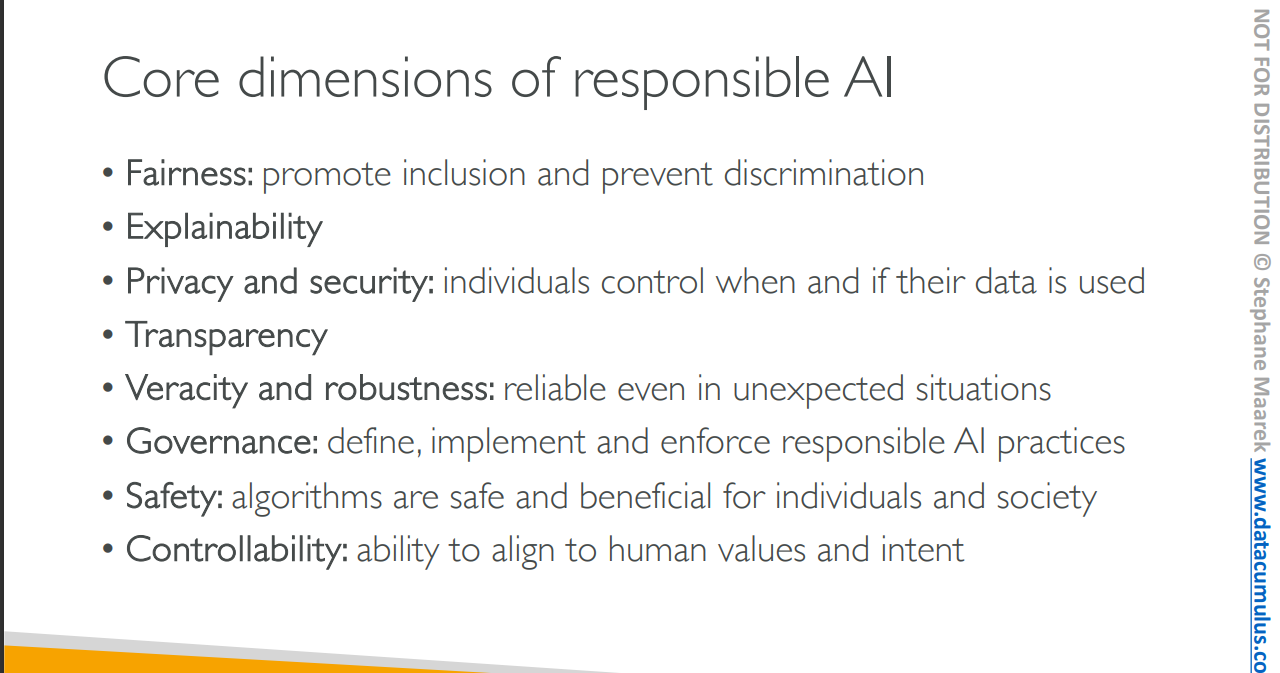 Core dimensions of responsible AI
• Fairness: promote inclusion and prevent discrimination
• Explainability
• Privacy and security: individuals control when and if their data is used
• Transparency
• Veracity and robustness: reliable even in unexpected situations
• Governance: define, implement and enforce responsible AI practices
• Safety: algorithms are safe and beneficial for individuals and society
• Controllability: ability to align to human values and intent
NOT FOR DISTRIBUTION © Stephane Maarek www.datacumulus.co